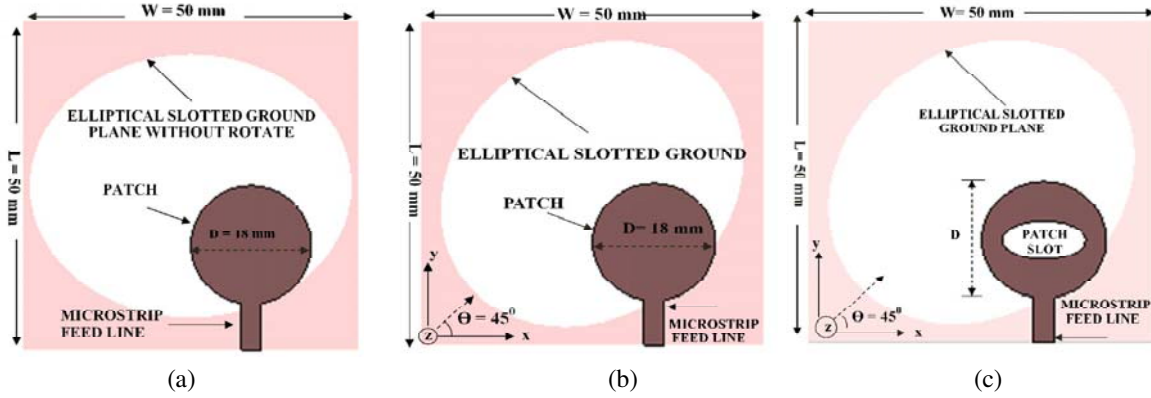 W = 50 mm
L = 50 mm
ELLIPTICAL SLOTTED GROUND
PLANE WITHOUT ROTATE
PATCH
D = 18 mm
MICROSTRIP
FEED LINE
(a)
W = 50 mm
L = 50 mm
ELLIPTICAL SLOTTED GROUND
PATCH
D= 18 mm
y
Θ = 45⁰
z
x
MICROSTRIP
FEED LINE
(b)
W= 50 mm
L = 50 mm
ELLIPTICAL SLOTTED
GROUND PLANE
D
PATCH
SLOT
y
MICROSTRIP
FEED LINE
Θ = 45⁰
z
x
(c)